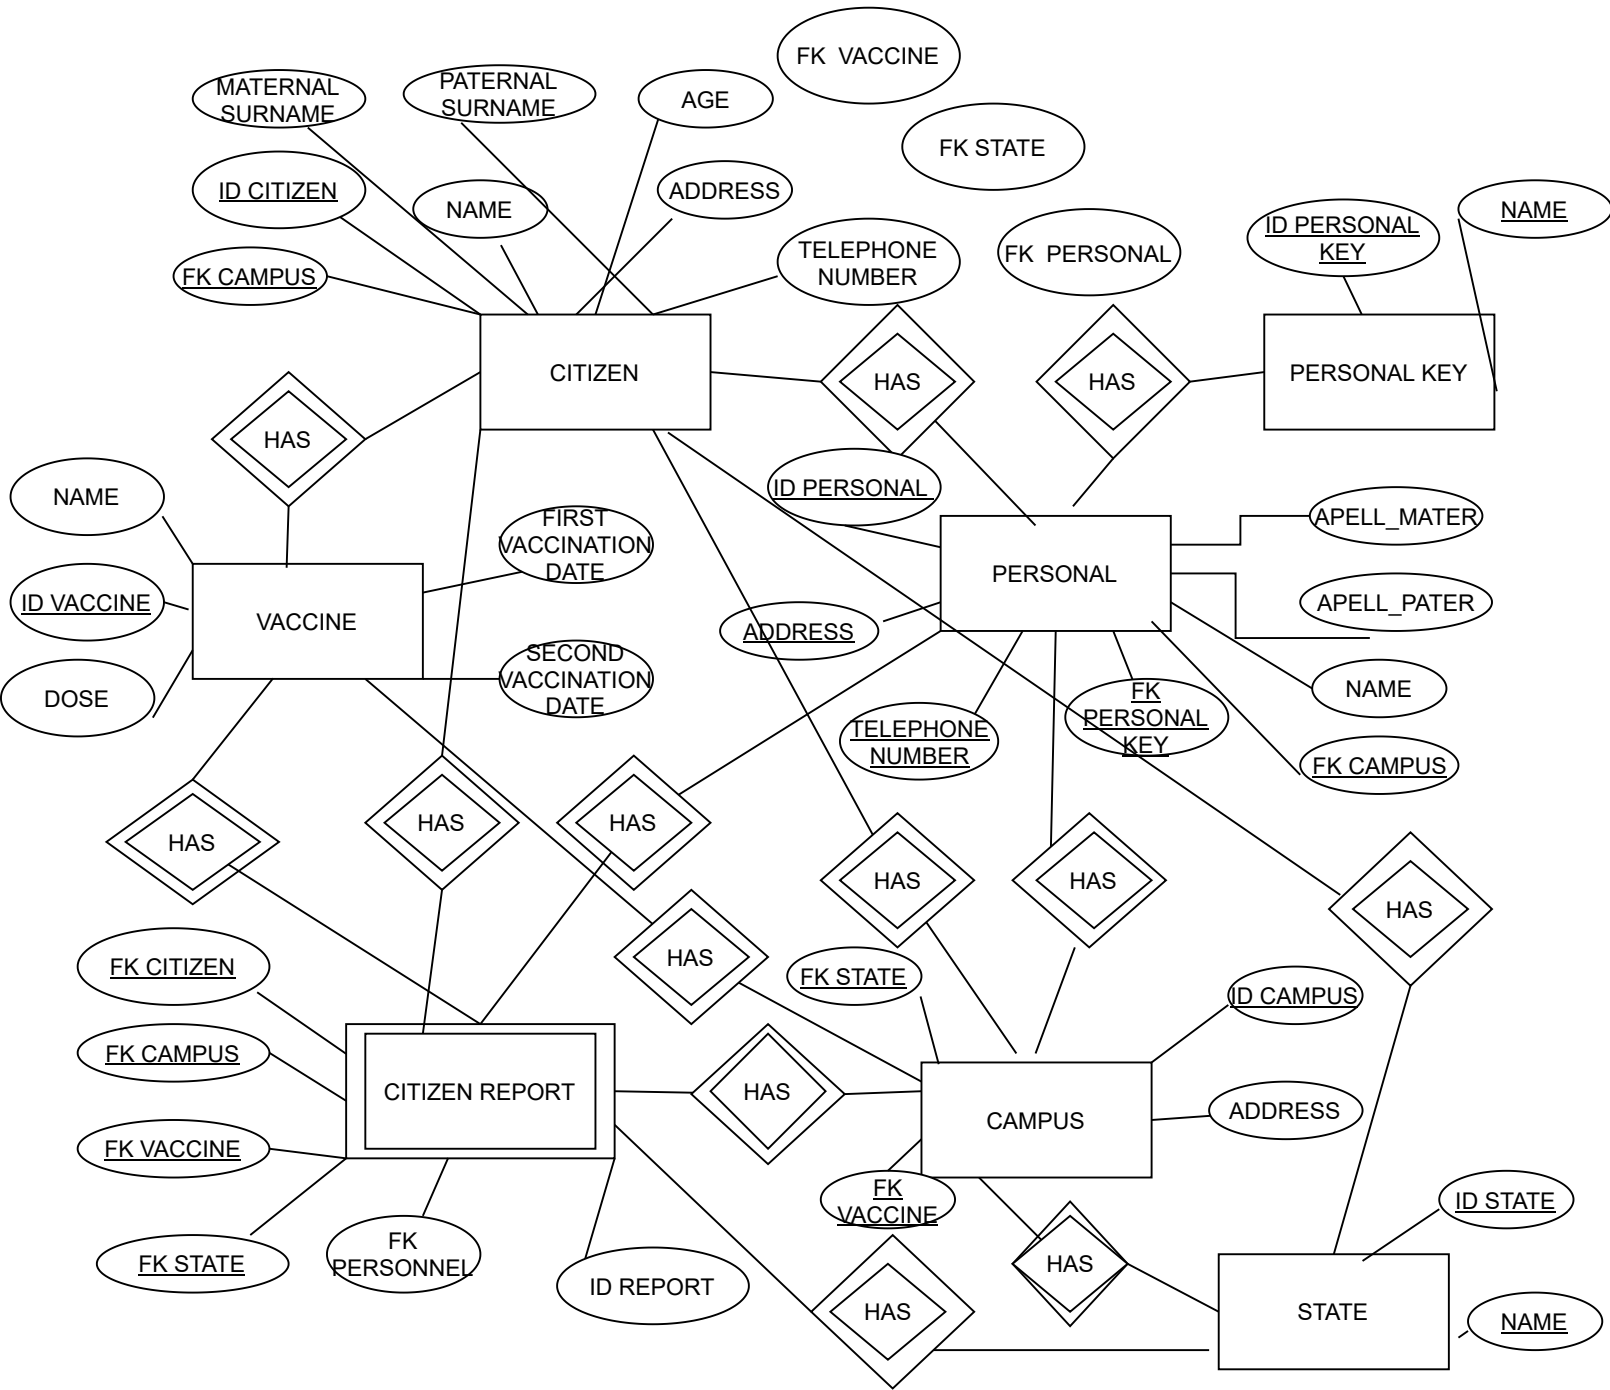 FK VACCINE
MATERNAL
SURNAME
PATERNAL
SURNAME
AGE
FK STATE
ID CITIZEN
NAME
ADDRESS
ID PERSONAL
KEY
NAME
FK CAMPUS
TELEPHONE
NUMBER
FK PERSONAL
CITIZEN
HAS
HAS
PERSONAL KEY
HAS
NAME
ID PERSONAL
FIRST
VACCINATION
DATE
APELL_MATER
PERSONAL
ID VACCINE
VACCINE
APELL_PATER
ADDRESS
DOSE
SECOND
VACCINATION
DATE
NAME
TELEPHONE
NUMBER
FK
PERSONAL
KEY
FK CAMPUS
HAS
HAS
HAS
HAS
HAS
HAS
HAS
FK CITIZEN
FK STATE
ID CAMPUS
FK CAMPUS
CITIZEN REPORT
HAS
CAMPUS
ADDRESS
FK VACCINE
FK
VACCINE
ID STATE
FK STATE
FK
PERSONNEL
ID REPORT
HAS
HAS
STATE
NAME